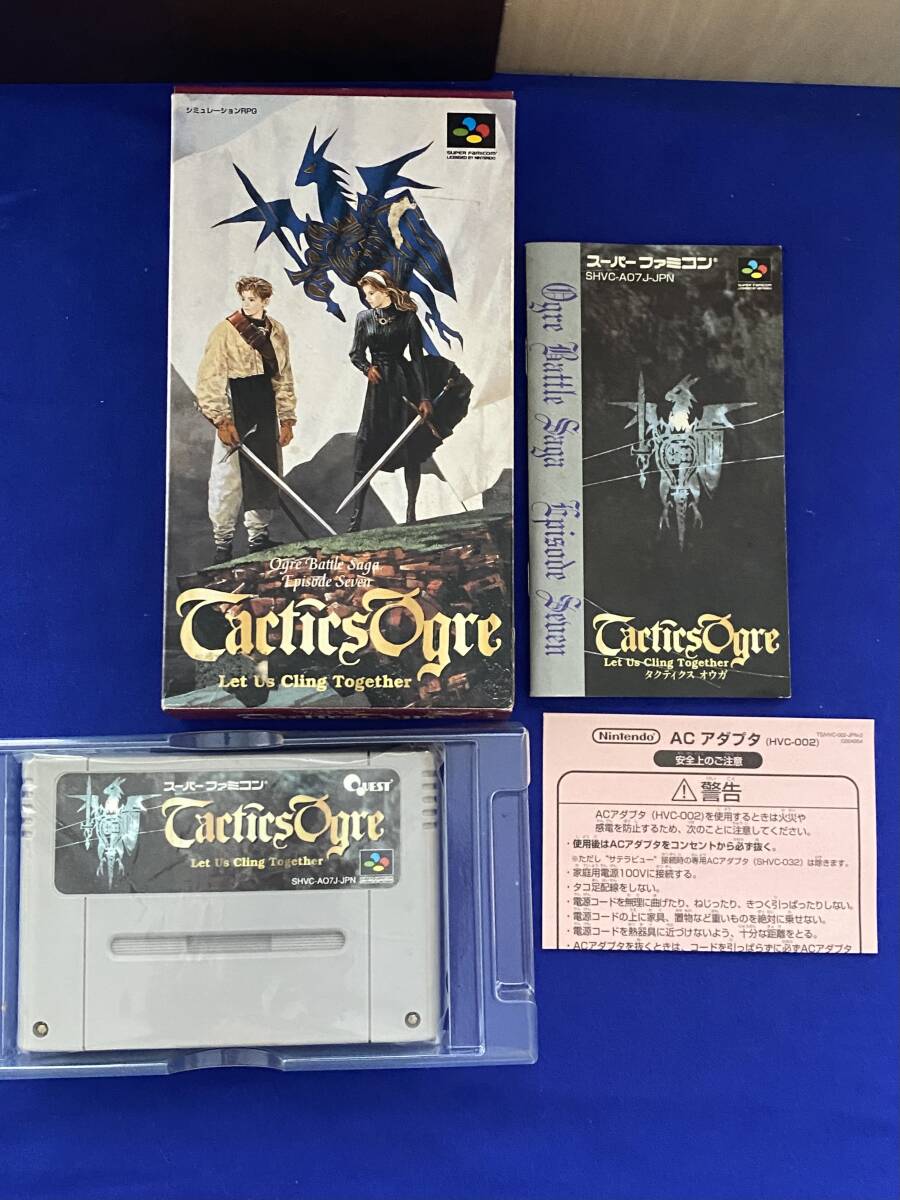 シミュレーションRPG
SUPER FAMICOM
LICENSED BY NINTENDO
Ogre Battle Saga
Episode Seven
Tactics Ogre
Let Us Cling Together
Tactics Ogre
スーパーファミコン
SHVC-AO7J-JPN
SUPER FAMICOM
Ogre Battle Saga Episode Seven
Tactics Ogre
Let Us Cling Together
タクティクス オウガ
スーパーファミコン
QUEST
Tactics Ogre
Let Us Cling Together
SHVC-AO7J-JPN
Nintendo ACアダプタ (HVC-002)
安全上のご注意
警告
ACアダプタ (HVC-002)を使用するときは火災や
感電を防止するため、次のことに注意してください。
・使用後はACアダプタをコンセントから必ず抜く。
※ただし“サテラビュー”接続時の専用ACアダプタ (SHVC-032) は除きます。
・家庭用電源100Vに接続する。
・タコ足配線をしない。
・電源コードを無理に曲げたり、ねじったり、きつく引っぱったりしない。
・電源コードの上に家具、置物など重いものを絶対に乗せない。
・電源コードを熱器具に近づけないよう、十分な距離をとる。
・ACアダプタを抜くときは、コードを引っぱらずに必ずACアダプタ